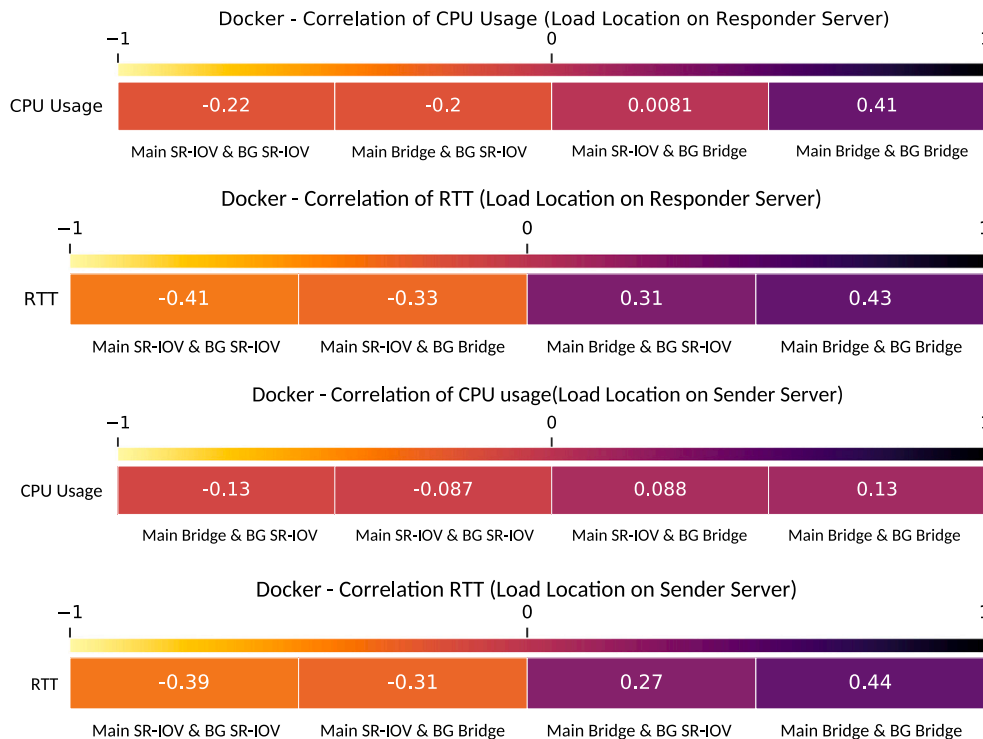 Docker - Correlation of CPU Usage (Load Location on Responder Server)
−1 0
CPU Usage -0.22 -0.2 0.0081 0.41
Main SR-IOV & BG SR-IOV Main Bridge & BG SR-IOV Main SR-IOV & BG Bridge Main Bridge & BG Bridge
Docker - Correlation of RTT (Load Location on Responder Server)
−1 0
RTT -0.41 -0.33 0.31 0.43
Main SR-IOV & BG SR-IOV Main SR-IOV & BG Bridge Main Bridge & BG SR-IOV Main Bridge & BG Bridge
Docker - Correlation of CPU usage(Load Location on Sender Server)
−1 0
CPU Usage -0.13 -0.087 0.088 0.13
Main Bridge & BG SR-IOV Main SR-IOV & BG SR-IOV Main SR-IOV & BG Bridge Main Bridge & BG Bridge
Docker - Correlation RTT (Load Location on Sender Server)
−1 0
RTT -0.39 -0.31 0.27 0.44
Main SR-IOV & BG SR-IOV Main SR-IOV & BG Bridge Main Bridge & BG SR-IOV Main Bridge & BG Bridge